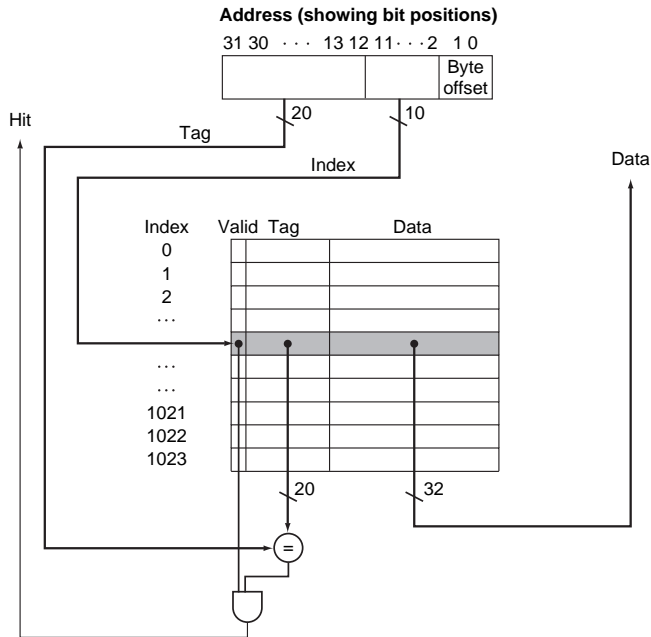 Address (showing bit positions)
31 30 · · · 13 12 11 · · · 2 1 0
Byte
offset
20
10
Hit
Tag
Data
Index
Index Valid Tag Data
0
1
2
...
...
...
1021
1022
1023
20
32
=